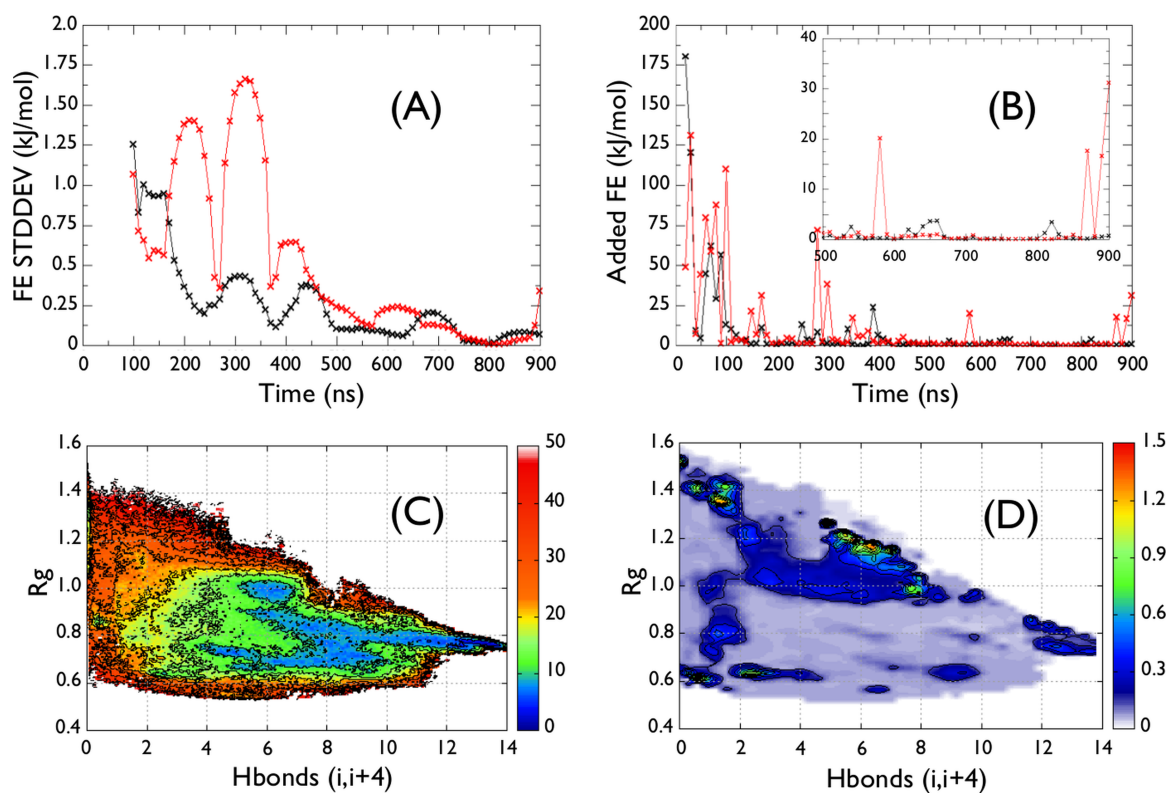 (A)
FE STDDEV (kJ/mol)
2.0
1.75
1.5
1.25
1.0
0.75
0.5
0.25
0
0 100 200 300 400 500 600 700 800 900
Time (ns)
(B)
Added FE (kJ/mol)
200
175
150
125
100
75
50
25
0
0 100 200 300 400 500 600 700 800 900
Time (ns)
40
30
20
10
0
500 600 700 800 900
(C)
Rg
1.6
1.4
1.2
1.0
0.8
0.6
0.4
0 2 4 6 8 10 12 14
Hbonds (i,i+4)
50
40
30
20
10
0
(D)
Rg
1.6
1.4
1.2
1.0
0.8
0.6
0.4
0 2 4 6 8 10 12 14
Hbonds (i,i+4)
1.5
1.2
0.9
0.6
0.3
0